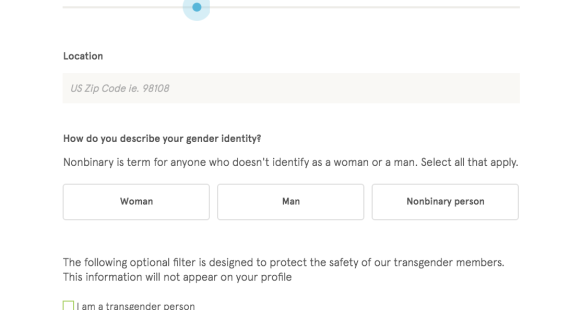 Location
US Zip Code ie. 98108
How do you describe your gender identity?
Nonbinary is term for anyone who doesn't identify as a woman or a man. Select all that apply.
Woman
Man
Nonbinary person
The following optional filter is designed to protect the safety of our transgender members.
This information will not appear on your profile
I am a transgender person